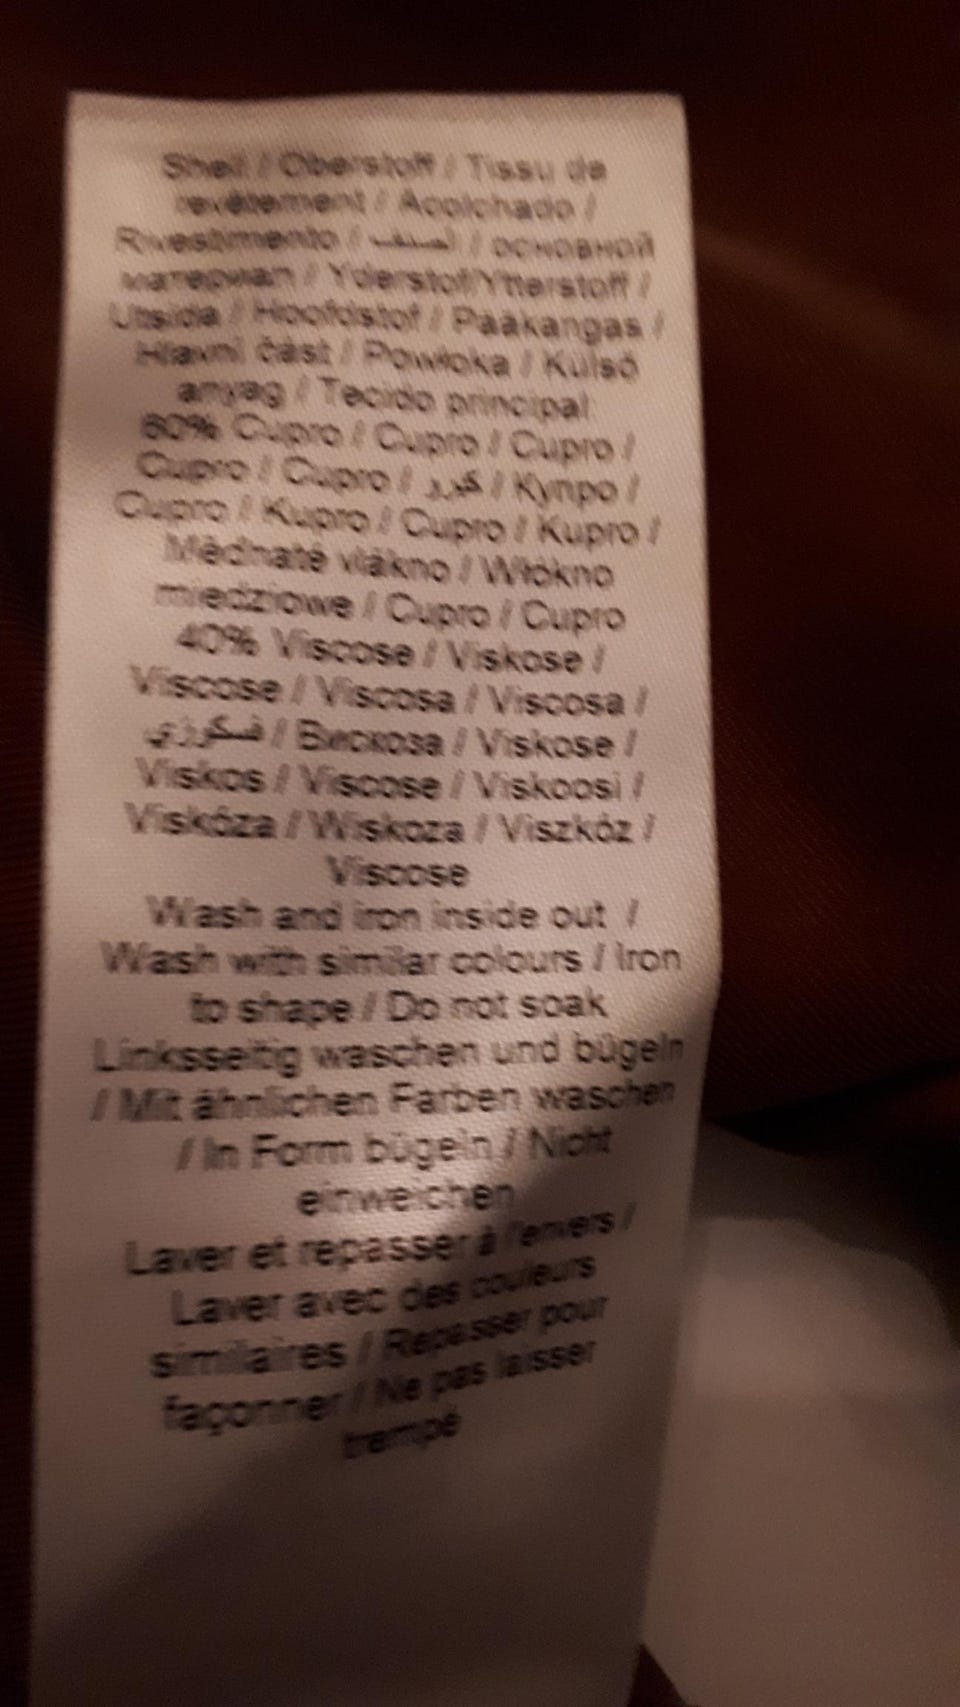 Shell / Oberstoff / Tissu de
revêtement / Acolchado /
Rivestimento / الصنف / основной
материал / Yderstof/Ytterstoff /
Utsida / Hoofdstof / Pääkangas /
Hlavní část / Powłoka / Külső
anyag / Tecido principal
60% Cupro / Cupro / Cupro /
Cupro / Cupro / / Купро /
Cupro / Kupro / Cupro / Kupro /
Mědnaté vlákno / Włókno
miedziowe / Cupro / Cupro
40% Viscose / Viskose /
Viscose / Viscosa / Viscosa /
/ Вискоза / Viskose /
Viskos / Viscose / Viskoosi /
Viskóza / Wiskoza / Viszkóz /
Viscose
Wash and iron inside out /
Wash with similar colours / Iron
to shape / Do not soak
Linksseitig waschen und bügeln
/ Mit ähnlichen Farben waschen
/ In Form bügeln / Nicht
einweichen
Laver et repasser à l'envers /
Laver avec des couleurs
similaires / Repasser pour
façonner / Ne pas laisser
trempé